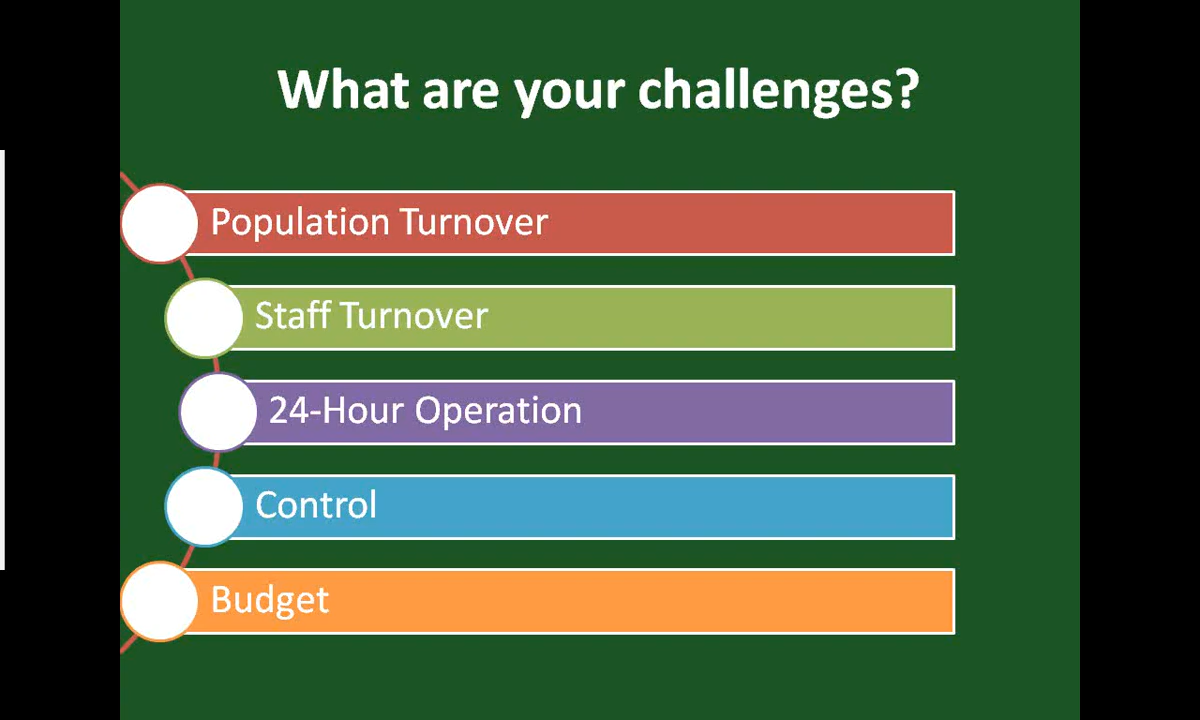 What are your challenges?
Population Turnover
Staff Turnover
24-Hour Operation
Control
Budget